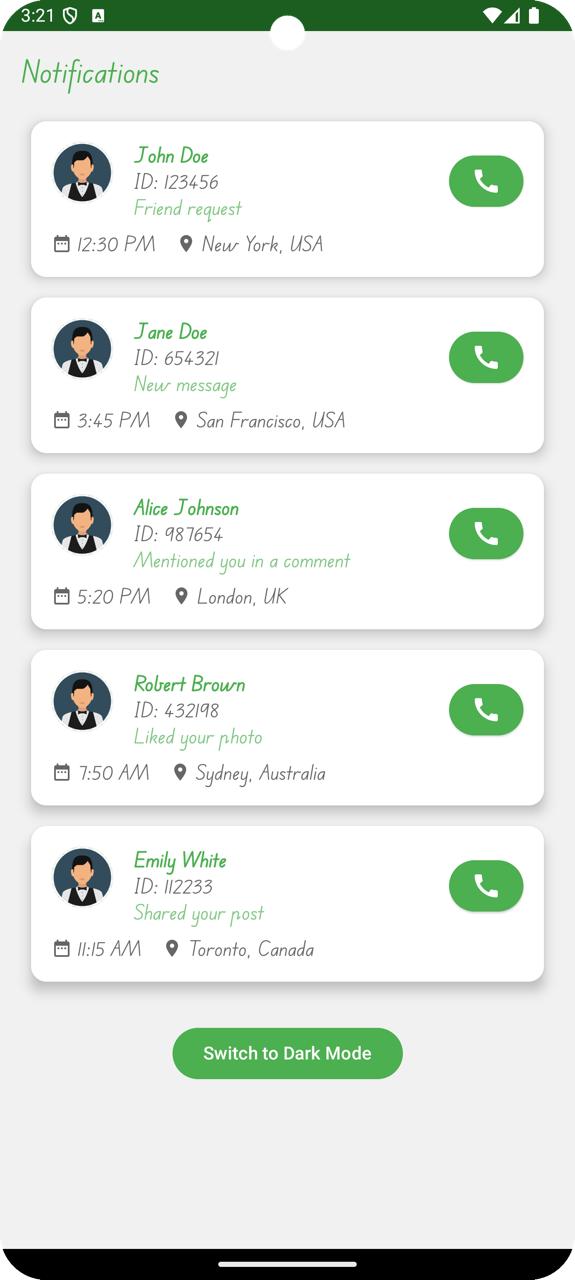 3:21
Notifications
John Doe
ID: 123456
Friend request
12:30 PM New York, USA
Jane Doe
ID: 654321
New message
3:45 PM San Francisco, USA
Alice Johnson
ID: 987654
Mentioned you in a comment
5:20 PM London, UK
Robert Brown
ID: 432198
Liked your photo
7:50 AM Sydney, Australia
Emily White
ID: 112233
Shared your post
11:15 AM Toronto, Canada
Switch to Dark Mode